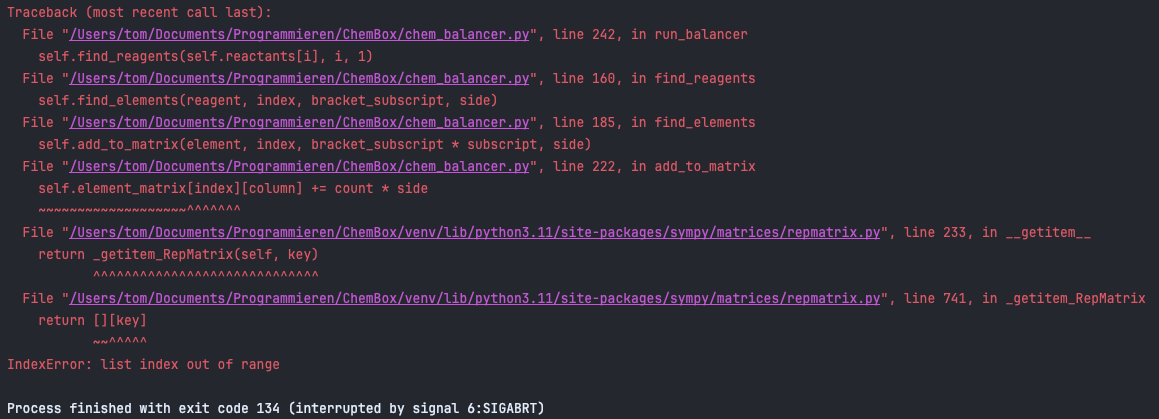 Traceback (most recent call last):
  File "/Users/tom/Documents/Programmieren/ChemBox/chem_balancer.py", line 242, in run_balancer
    self.find_reagents(self.reactants[i], i, 1)
  File "/Users/tom/Documents/Programmieren/ChemBox/chem_balancer.py", line 160, in find_reagents
    self.find_elements(reagent, index, bracket_subscript, side)
  File "/Users/tom/Documents/Programmieren/ChemBox/chem_balancer.py", line 185, in find_elements
    self.add_to_matrix(element, index, bracket_subscript * subscript, side)
  File "/Users/tom/Documents/Programmieren/ChemBox/chem_balancer.py", line 222, in add_to_matrix
    self.element_matrix[index][column] += count * side
    ~~~~~~~~~~~~~~~~~~~^^^^^^^
  File "/Users/tom/Documents/Programmieren/ChemBox/venv/lib/python3.11/site-packages/sympy/matrices/repmatrix.py", line 233, in __getitem__
    return _getitem_RepMatrix(self, key)
           ^^^^^^^^^^^^^^^^^^^^^^^^^^^^^
  File "/Users/tom/Documents/Programmieren/ChemBox/venv/lib/python3.11/site-packages/sympy/matrices/repmatrix.py", line 741, in _getitem_RepMatrix
    return [][key]
           ~~^^^^^
IndexError: list index out of range

Process finished with exit code 134 (interrupted by signal 6:SIGABRT)